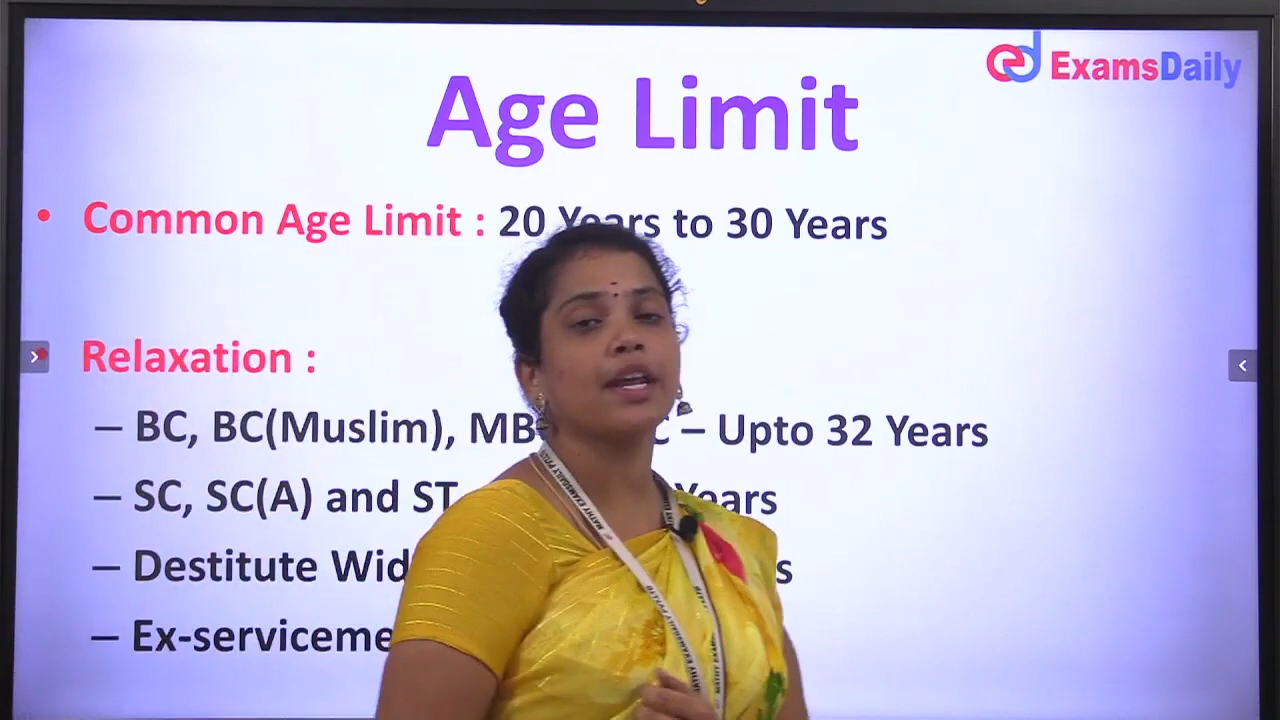 ExamsDaily
Age Limit
• Common Age Limit : 20 Years to 30 Years
Relaxation :
– BC, BC(Muslim), MB – Upto 32 Years
– SC, SC(A) and ST Years
– Destitute
– Ex-serviceme